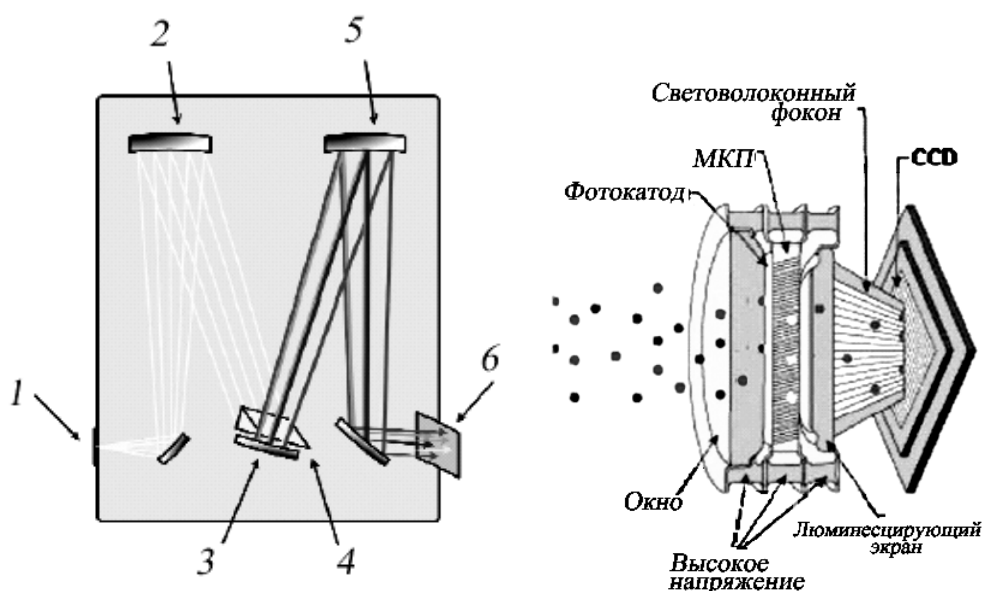 2
5
1
6
3
4
Световолоконный
фокон
МКП
CCD
Фотокатод
Окно
Люминесцирующий
экран
Высокое
напряжение